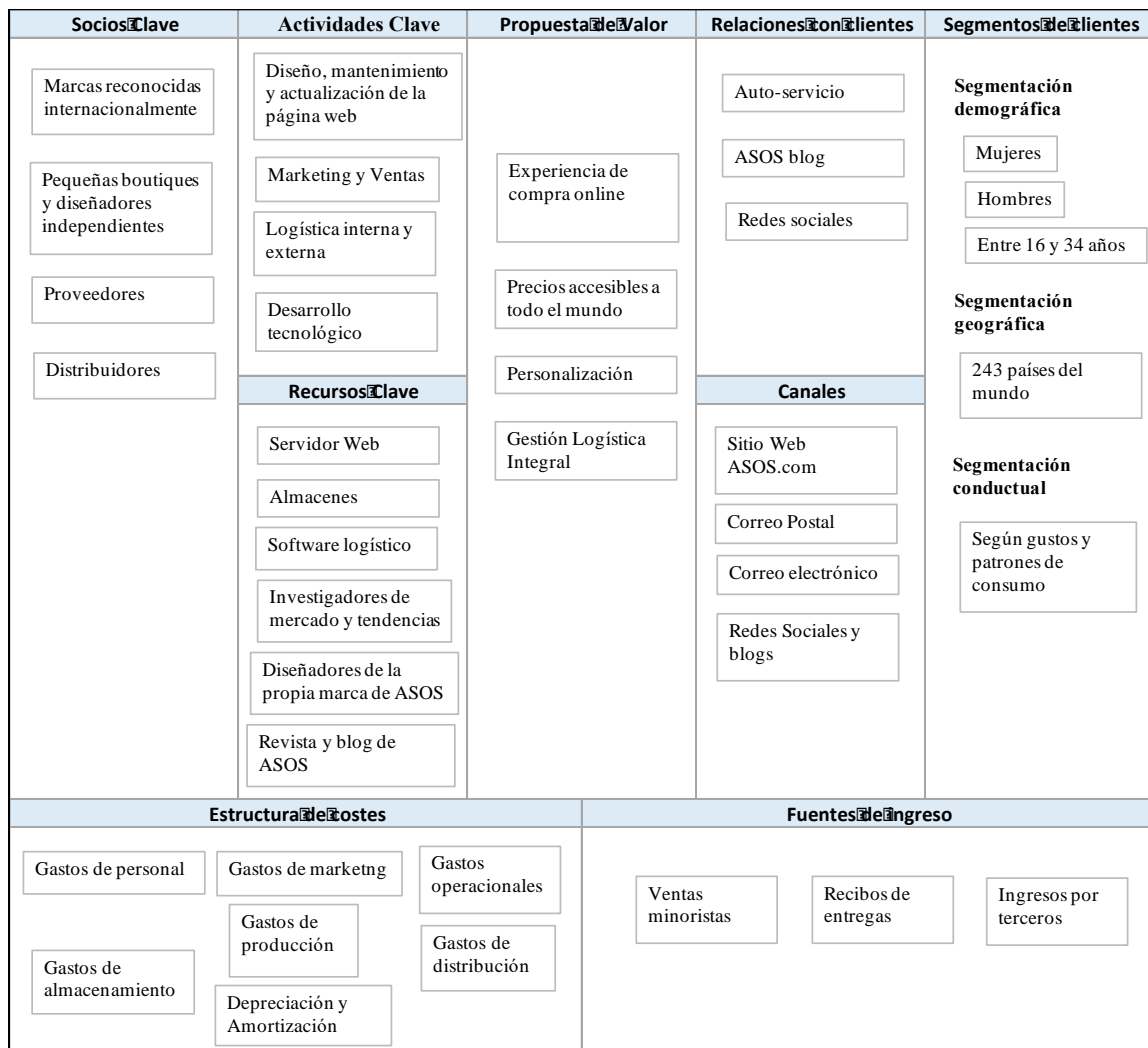 Socios Clave
Marcas reconocidas
internacionalmente
Pequeñas boutiques
y diseñadores
independientes
Proveedores
Distribuidores
Actividades Clave
Diseño, mantenimiento
y actualización de la
página web
Marketing y Ventas
Logística interna y
externa
Desarrollo
tecnológico
Recursos Clave
Servidor Web
Almacenes
Software logístico
Investigadores de
mercado y tendencias
Diseñadores de la
propia marca de ASOS
Revista y blog de
ASOS
Propuesta de Valor
Experiencia de
compra online
Precios accesibles a
todo el mundo
Personalización
Gestión Logística
Integral
Relaciones con clientes
Auto-servicio
ASOS blog
Redes sociales
Canales
Sitio Web
ASOS.com
Correo Postal
Correo electrónico
Redes Sociales y
blogs
Segmentos de clientes
Segmentación
demográfica
Mujeres
Hombres
Entre 16 y 34 años
Segmentación
geográfica
243 países del
mundo
Segmentación
conductual
Según gustos y
patrones de
consumo
Estructura de costes
Gastos de personal
Gastos de marketng
Gastos
operacionales
Gastos de
producción
Gastos de
distribución
Gastos de
almacenamiento
Depreciación y
Amortización
Fuentes de ingreso
Ventas
minoristas
Recibos de
entregas
Ingresos por
terceros